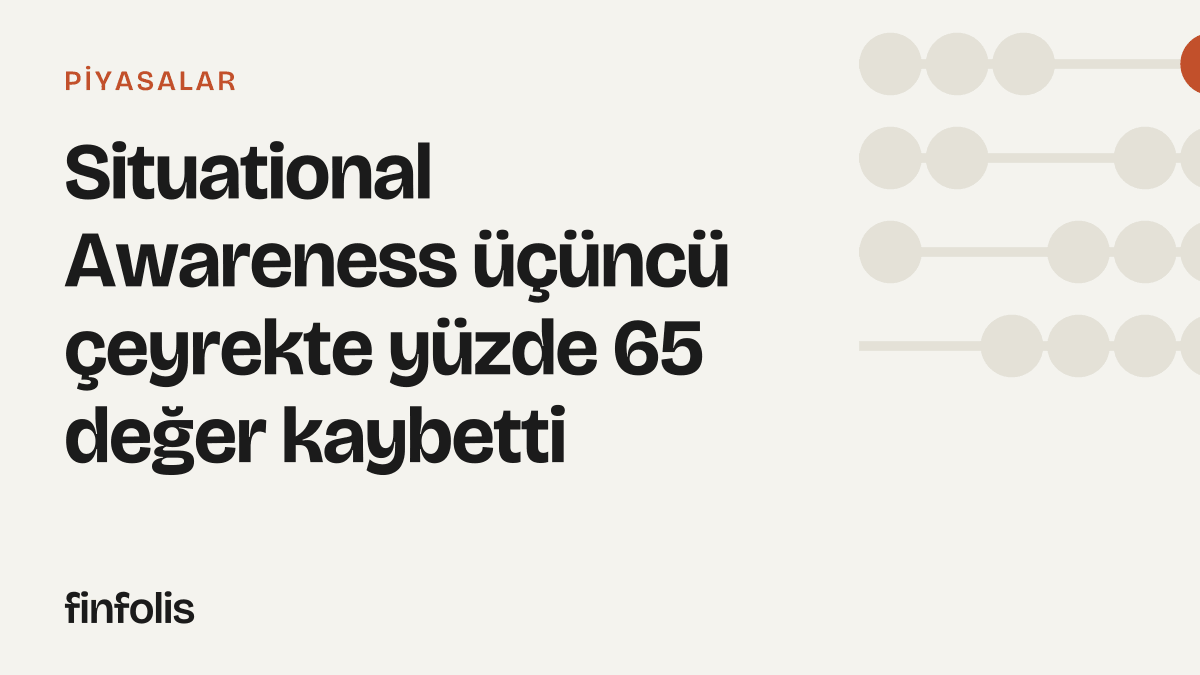 PİYASALAR
Situational
Awareness üçüncü
çeyrekte yüzde 65
değer kaybetti
finfolis